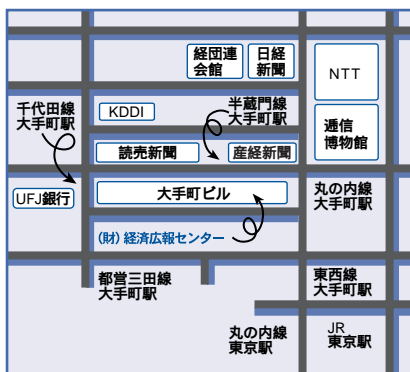 経団連
会館
日経
新聞
NTT
千代田線
大手町駅
KDDI
半蔵門線
大手町駅
逓信
博物館
読売新聞
産経新聞
UFJ銀行
大手町ビル
丸の内線
大手町駅
(財)経済広報センター
都営三田線
大手町駅
東西線
大手町駅
丸の内線
東京駅
JR
東京駅